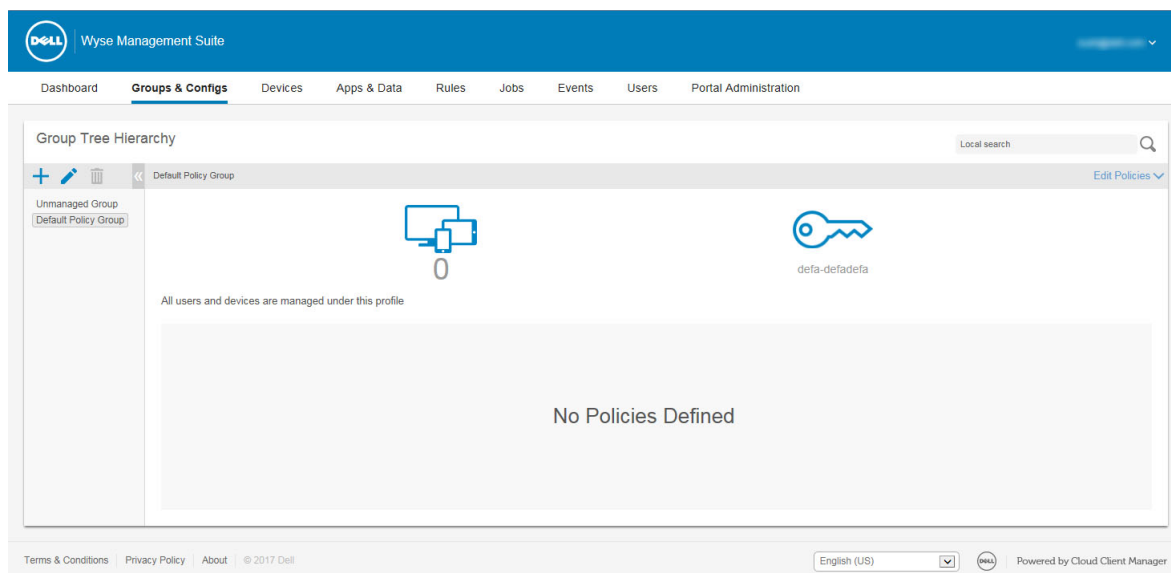 DELL Wyse Management Suite
Dashboard Groups & Configs Devices Apps & Data Rules Jobs Events Users Portal Administration
Group Tree Hierarchy
Local search
Default Policy Group
Edit Policies
Unmanaged Group
Default Policy Group
0
defa-defadefa
All users and devices are managed under this profile
No Policies Defined
Terms & Conditions Privacy Policy About © 2017 Dell English (US) DELL Powered by Cloud Client Manager